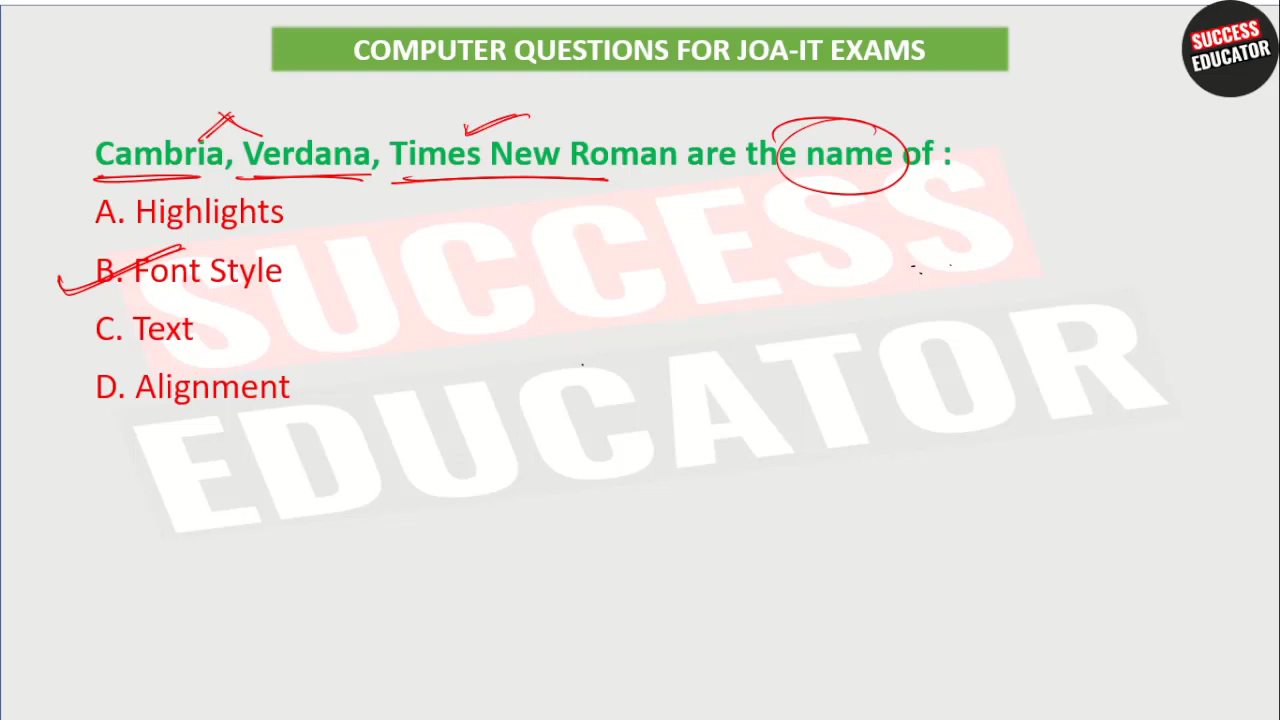 COMPUTER QUESTIONS FOR JOA-IT EXAMS
SUCCESS
EDUCATOR
Cambria, Verdana, Times New Roman are the name of :
A. Highlights
B. Font Style
C. Text
D. Alignment
SUCCESS
EDUCATOR